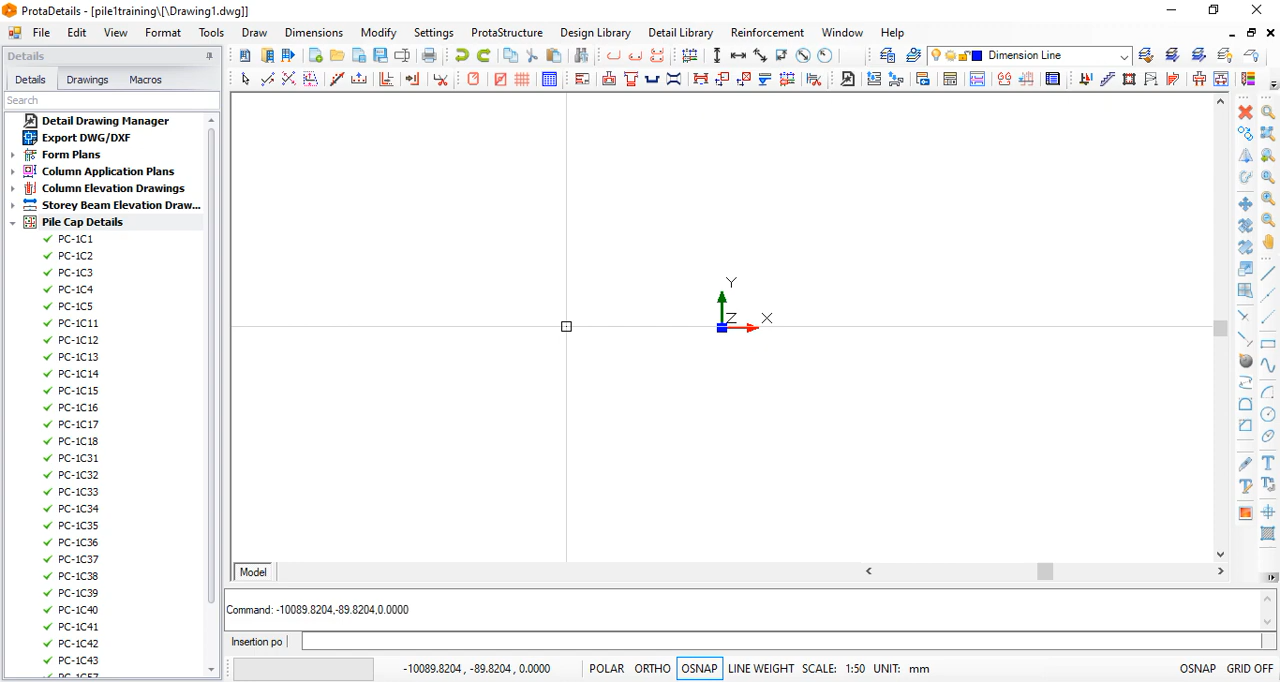 ProtaDetails - [pile1training\[\Drawing1.dwg]]
File Edit View Format Tools Draw Dimensions Modify Settings ProtaStructure Design Library Detail Library Reinforcement Window Help
Details
Dimension Line
Details Drawings Macros
Search
Detail Drawing Manager
Export DWG/DXF
Form Plans
Column Application Plans
Column Elevation Drawings
Storey Beam Elevation Draw...
Pile Cap Details
PC-1C1
PC-1C2
PC-1C3
PC-1C4
PC-1C5
PC-1C11
PC-1C12
PC-1C13
PC-1C14
PC-1C15
PC-1C16
PC-1C17
PC-1C18
PC-1C31
PC-1C32
PC-1C33
PC-1C34
PC-1C35
PC-1C36
PC-1C37
PC-1C38
PC-1C39
PC-1C40
PC-1C41
PC-1C42
PC-1C43
PC-1C57
Y
Z
X
Model
Command: -10089.8204,-89.8204,0.0000
Insertion po
-10089.8204 , -89.8204 , 0.0000 POLAR ORTHO OSNAP LINE WEIGHT SCALE: 1:50 UNIT: mm OSNAP GRID OFF